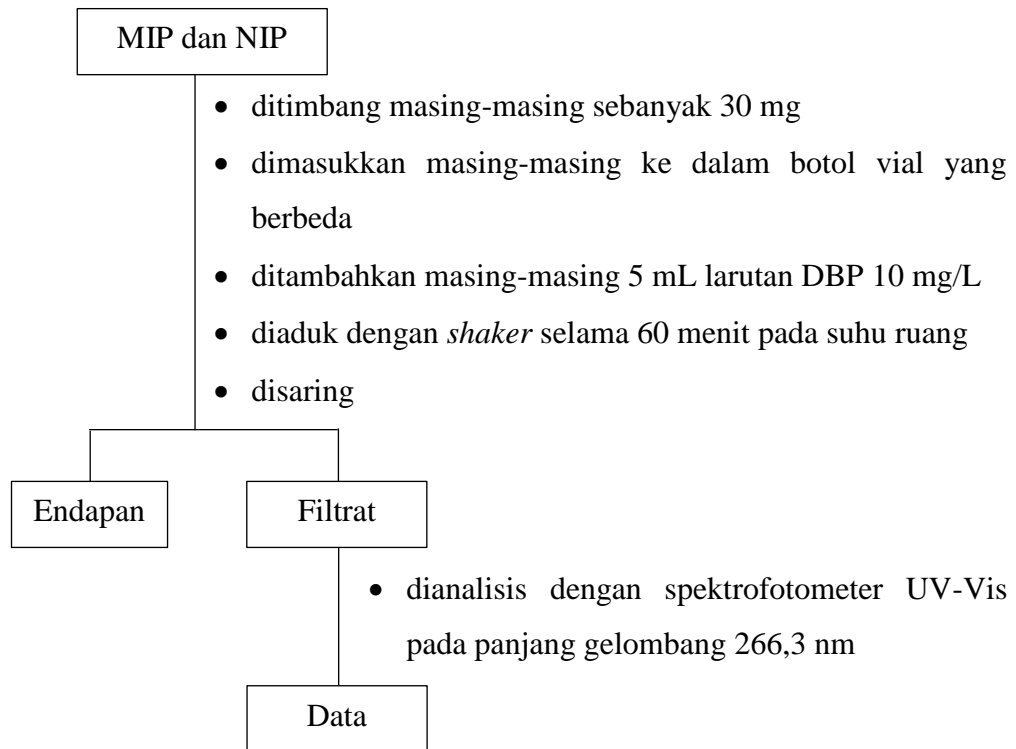 MIP dan NIP
• ditimbang masing-masing sebanyak 30 mg
• dimasukkan masing-masing ke dalam botol vial yang
berbeda
• ditambahkan masing-masing 5 mL larutan DBP 10 mg/L
• diaduk dengan shaker selama 60 menit pada suhu ruang
• disaring
Endapan
Filtrat
• dianalisis dengan spektrofotometer UV-Vis
pada panjang gelombang 266,3 nm
Data